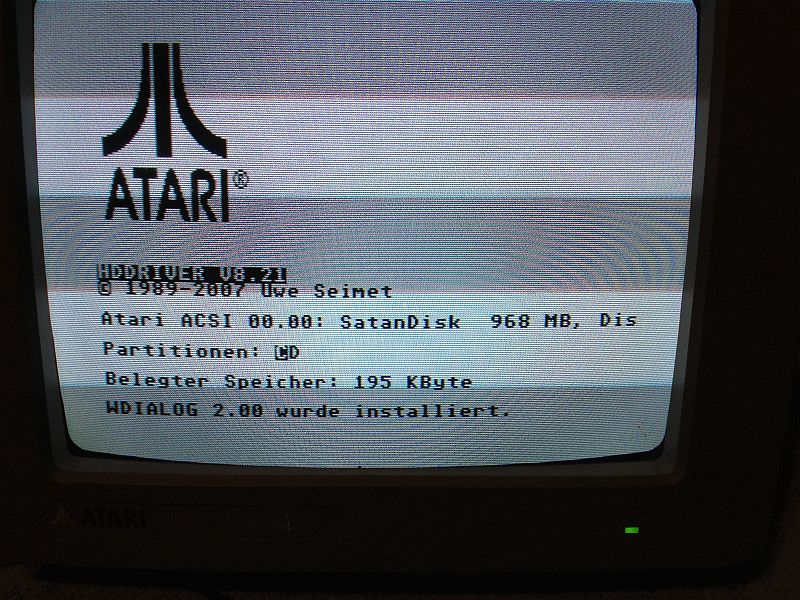 ATARI®
HDDRIVER V8.21
© 1989-2007 Uwe Seimet
Atari ACSI 00.00: SatanDisk 968 MB, Dis
Partitionen: CD
Belegter Speicher: 195 KByte
WDIALOG 2.00 wurde installiert.
ATARI